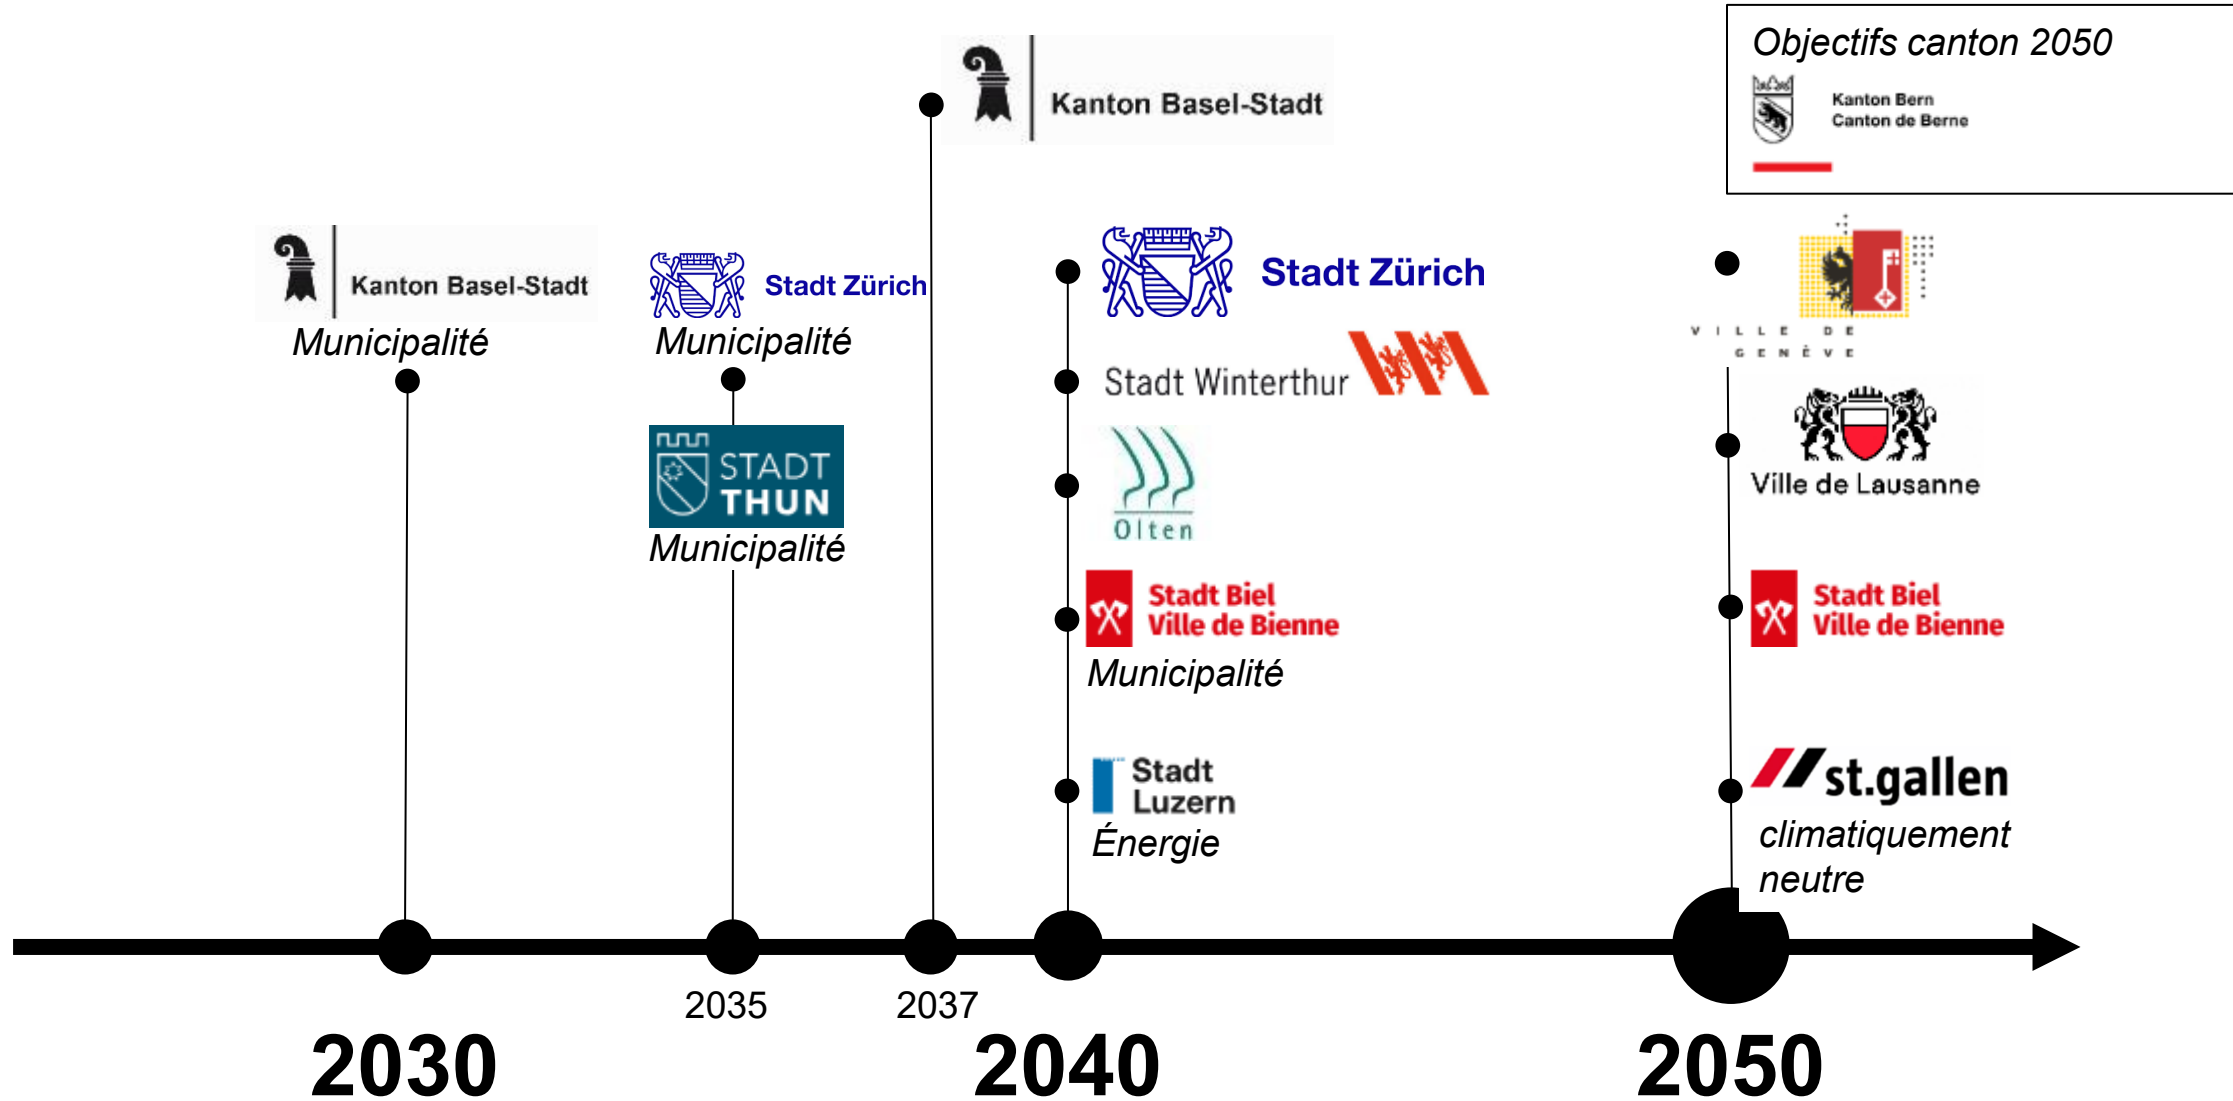 Objectifs canton 2050
Kanton Bern
Canton de Berne
Kanton Basel-Stadt
Kanton Basel-Stadt
Municipalité
Stadt Zürich
Municipalité
STADT
THUN
Municipalité
Stadt Zürich
Stadt Winterthur
Olten
Stadt Biel
Ville de Bienne
Municipalité
Stadt
Luzern
Énergie
VILLE DE
GENÈVE
Ville de Lausanne
Stadt Biel
Ville de Bienne
st.gallen
climatiquement
neutre
2035
2037
2030
2040
2050